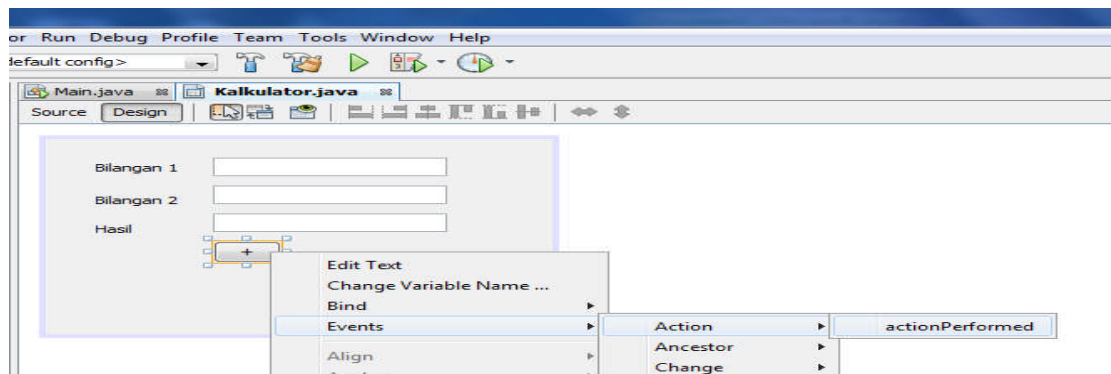 or Run Debug Profile Team Tools Window Help
default config>
Main.java Kalkulator.java
Source Design
Bilangan 1
Bilangan 2
Hasil
+
Edit Text
Change Variable Name ...
Bind
Events Action actionPerformed
Ancestor
Align Change